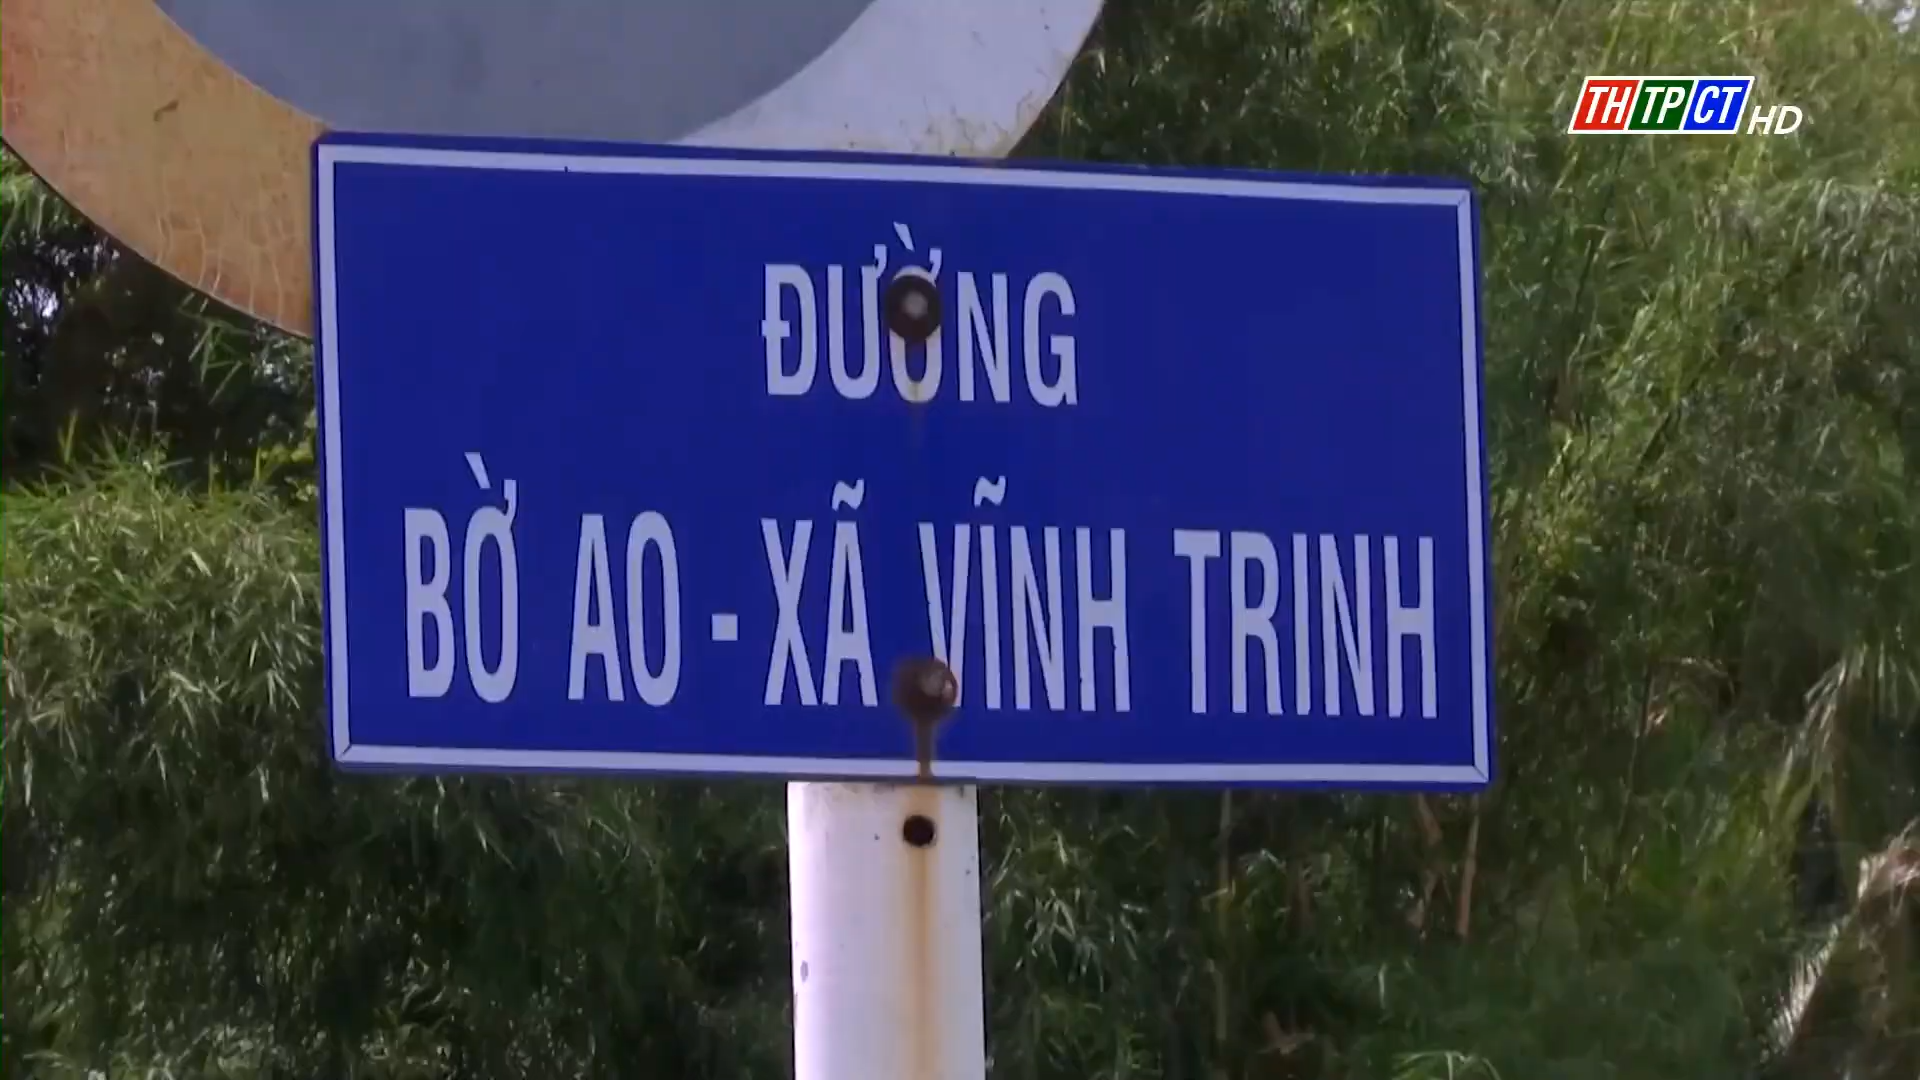 THTPCT HD
ĐƯỜNG
BỜ AO - XÃ VĨNH TRINH